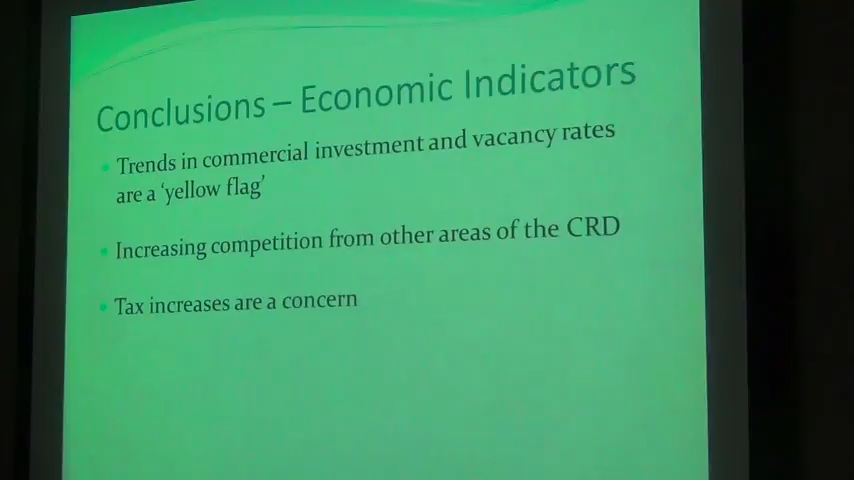 Conclusions – Economic Indicators
Trends in commercial investment and vacancy rates
are a ‘yellow flag’
Increasing competition from other areas of the CRD
Tax increases are a concern